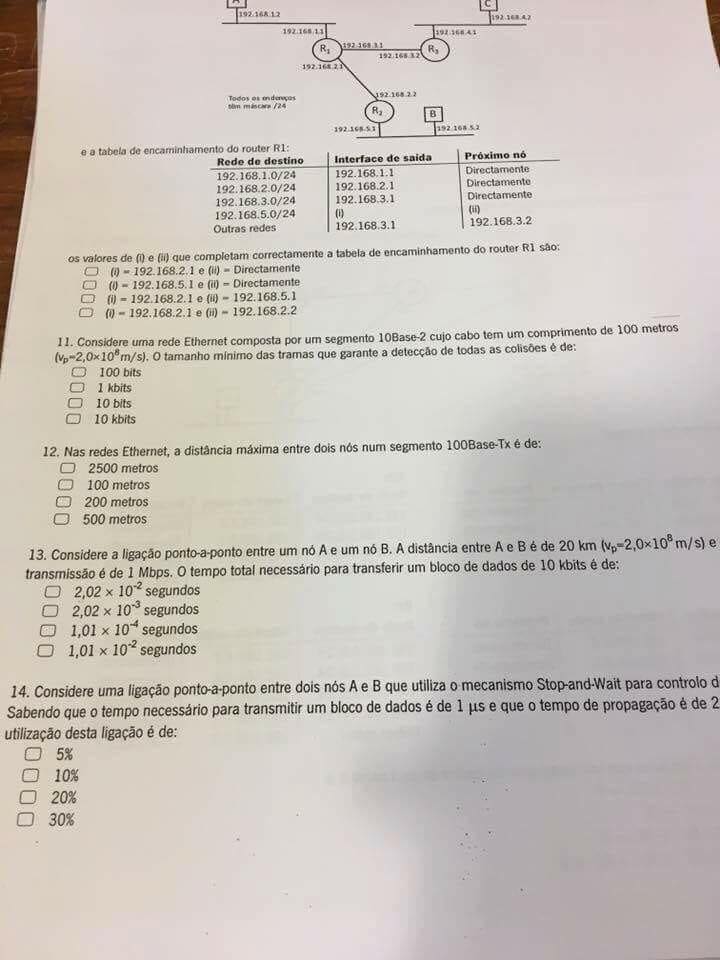 A
192.168.1.2
C
192.168.4.2
192.168.1.1
192.168.4.1
R1
192.168.3.1
192.168.3.2
R3
192.168.2.1
Todos os endereços
têm máscara /24
192.168.2.2
R2
B
192.168.5.1
192.168.5.2
e a tabela de encaminhamento do router R1:
Rede de destino Interface de saída Próximo nó
192.168.1.0/24 192.168.1.1 Directamente
192.168.2.0/24 192.168.2.1 Directamente
192.168.3.0/24 192.168.3.1 Directamente
192.168.5.0/24 (i) (ii)
Outras redes 192.168.3.1 192.168.3.2
os valores de (i) e (ii) que completam correctamente a tabela de encaminhamento do router R1 são:
(i) = 192.168.2.1 e (ii) = Directamente
(i) = 192.168.5.1 e (ii) = Directamente
(i) = 192.168.2.1 e (ii) = 192.168.5.1
(i) = 192.168.2.1 e (ii) = 192.168.2.2
11. Considere uma rede Ethernet composta por um segmento 10Base-2 cujo cabo tem um comprimento de 100 metros
(vp=2,0×10⁸m/s). O tamanho mínimo das tramas que garante a detecção de todas as colisões é de:
100 bits
1 kbits
10 bits
10 kbits
12. Nas redes Ethernet, a distância máxima entre dois nós num segmento 100Base-Tx é de:
2500 metros
100 metros
200 metros
500 metros
13. Considere a ligação ponto-a-ponto entre um nó A e um nó B. A distância entre A e B é de 20 km (vp=2,0×10⁸ m/s) e
transmissão é de 1 Mbps. O tempo total necessário para transferir um bloco de dados de 10 kbits é de:
2,02 × 10⁻² segundos
2,02 × 10⁻³ segundos
1,01 × 10⁻⁴ segundos
1,01 × 10⁻² segundos
14. Considere uma ligação ponto-a-ponto entre dois nós A e B que utiliza o mecanismo Stop-and-Wait para controlo d
Sabendo que o tempo necessário para transmitir um bloco de dados é de 1 μs e que o tempo de propagação é de 2
utilização desta ligação é de:
5%
10%
20%
30%